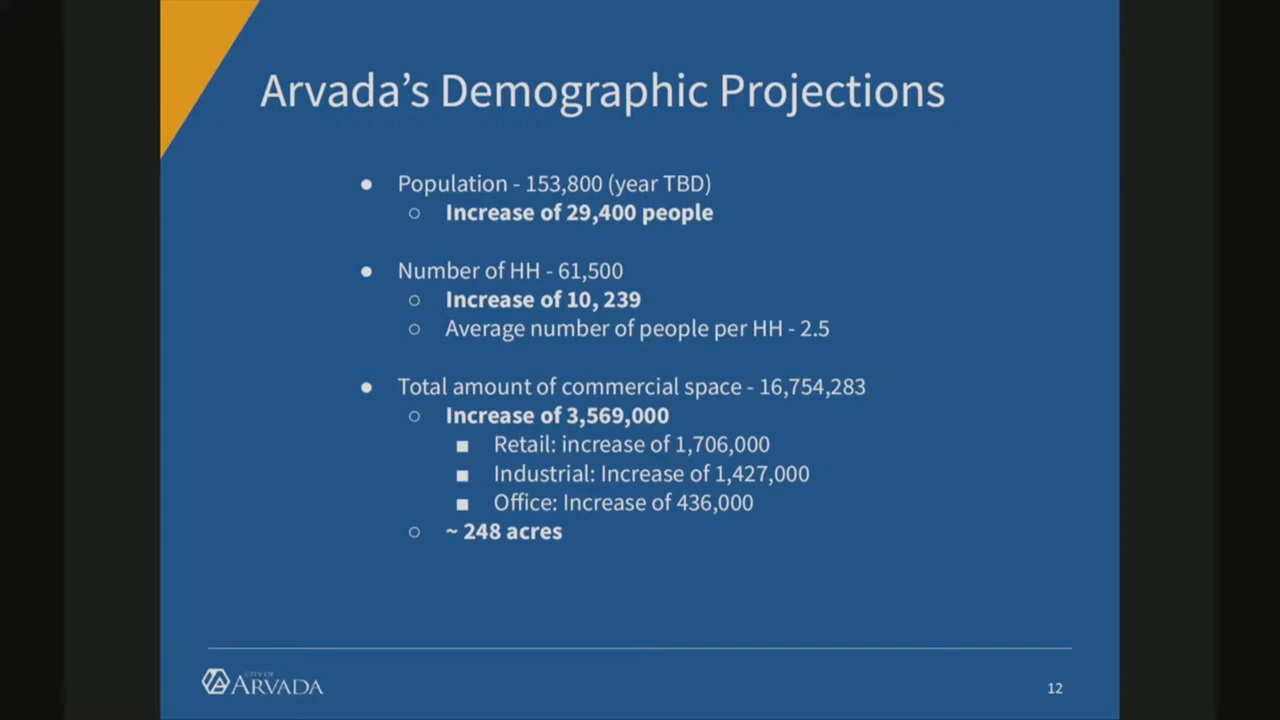 Arvada’s Demographic Projections
● Population - 153,800 (year TBD)
○ Increase of 29,400 people
● Number of HH - 61,500
○ Increase of 10, 239
○ Average number of people per HH - 2.5
● Total amount of commercial space - 16,754,283
○ Increase of 3,569,000
■ Retail: increase of 1,706,000
■ Industrial: Increase of 1,427,000
■ Office: Increase of 436,000
○ ~ 248 acres
CITY OF
ARVADA
12